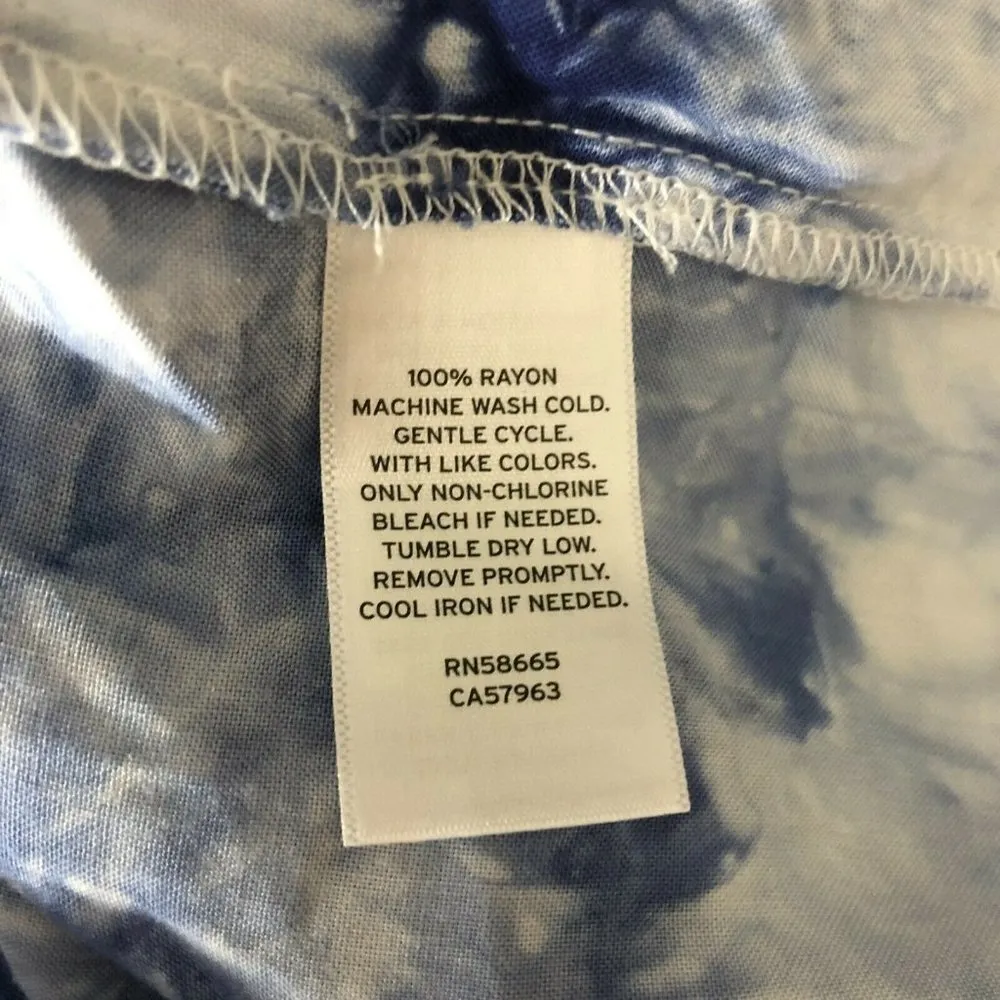 100% RAYON
MACHINE WASH COLD.
GENTLE CYCLE.
WITH LIKE COLORS.
ONLY NON-CHLORINE
BLEACH IF NEEDED.
TUMBLE DRY LOW.
REMOVE PROMPTLY.
COOL IRON IF NEEDED.
RN58665
CA57963